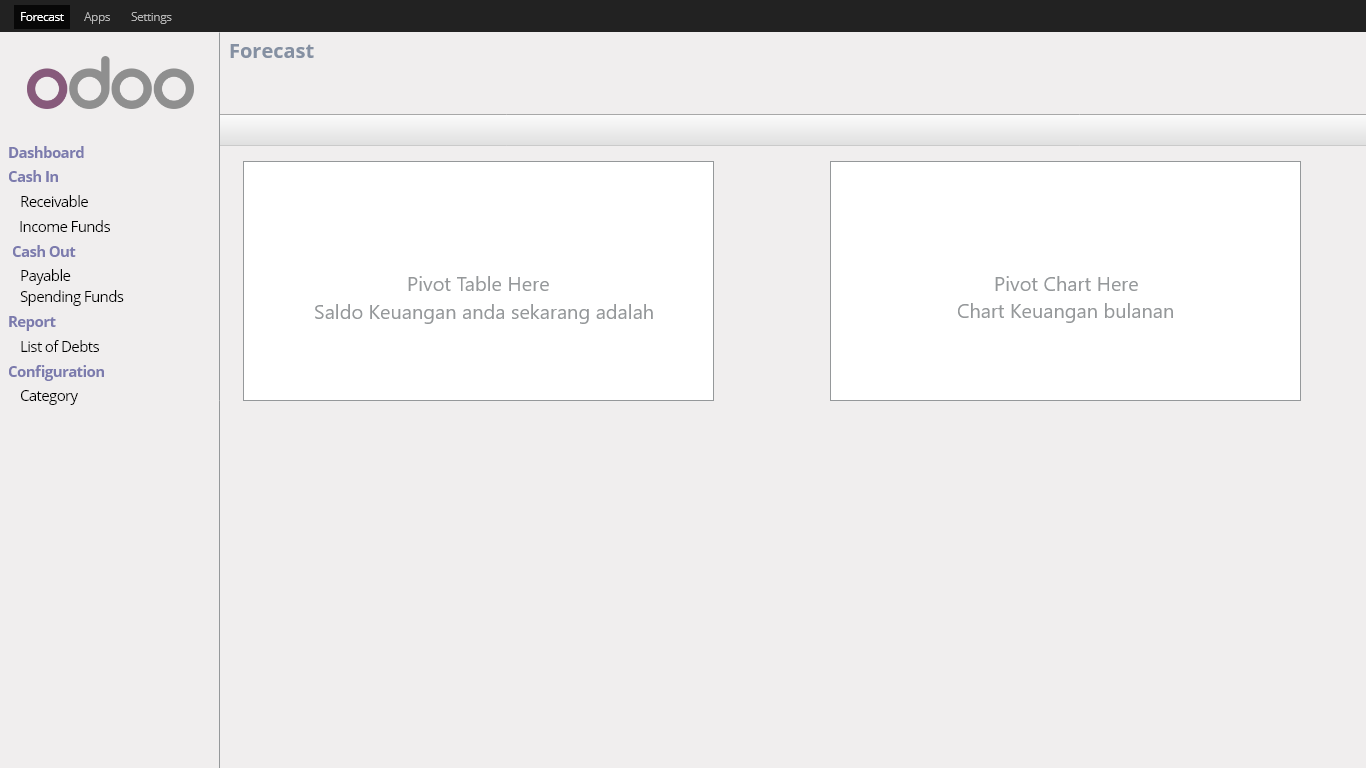 Forecast Apps Settings
odoo
Forecast
Dashboard
Cash In
Receivable
Income Funds
Cash Out
Payable
Spending Funds
Report
List of Debts
Configuration
Category
Pivot Table Here
Saldo Keuangan anda sekarang adalah
Pivot Chart Here
Chart Keuangan bulanan